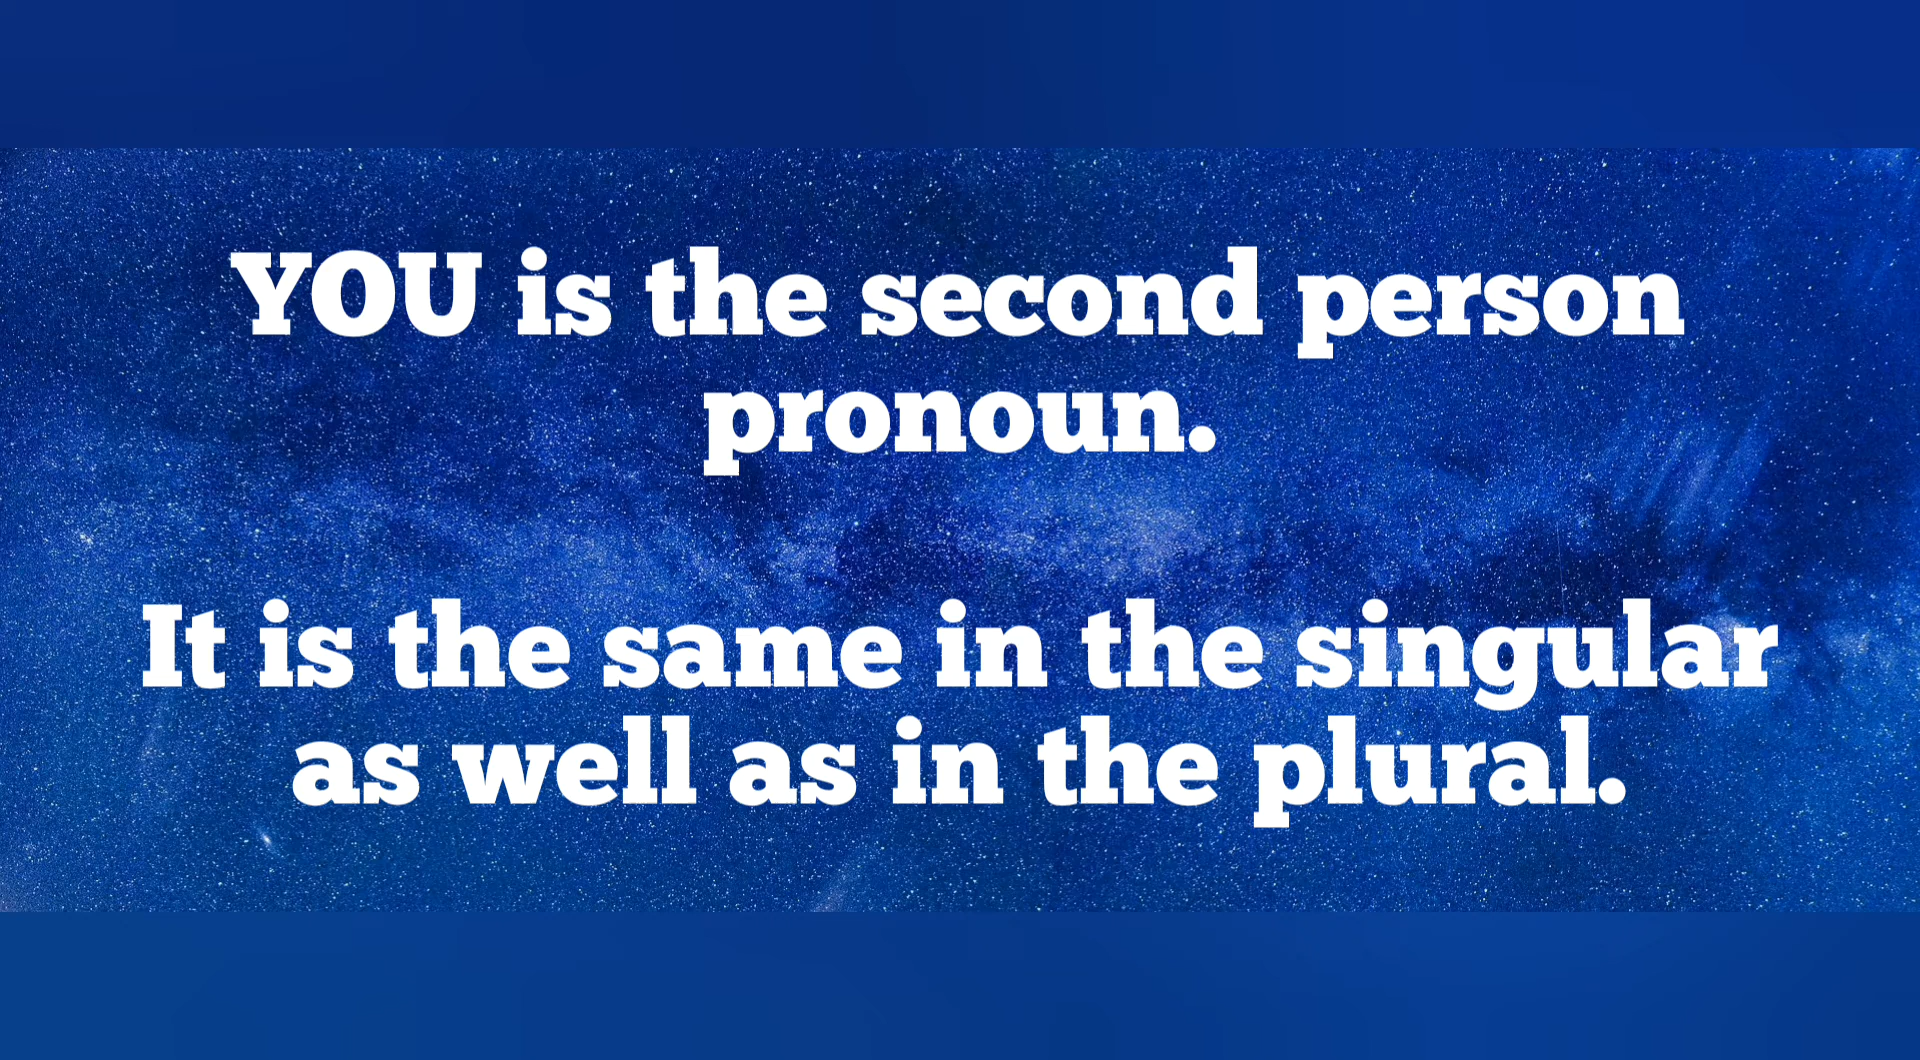 YOU is the second person
pronoun.
It is the same in the singular
as well as in the plural.